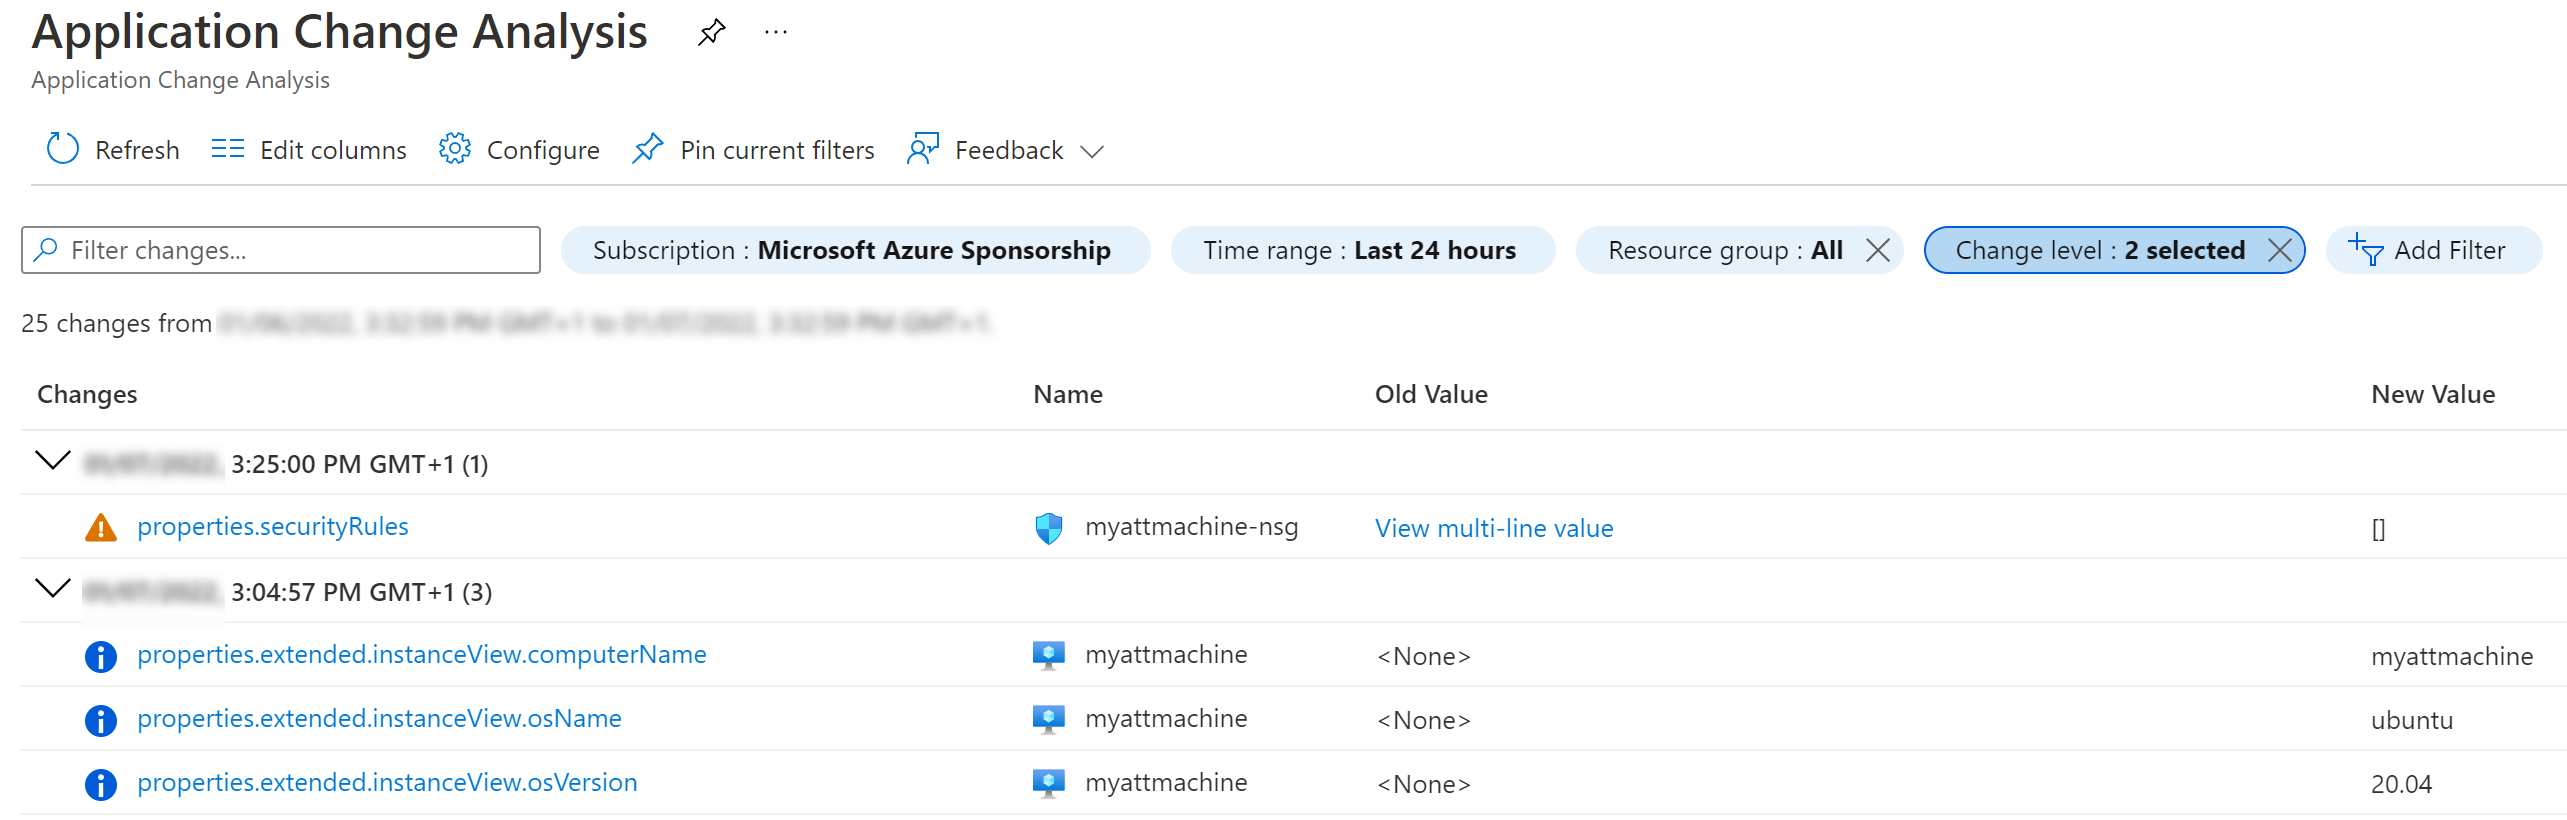 Application Change Analysis ...
Application Change Analysis
Refresh Edit columns Configure Pin current filters Feedback
Filter changes... Subscription : Microsoft Azure Sponsorship Time range : Last 24 hours Resource group : All Change level : 2 selected Add Filter
25 changes from
Changes Name Old Value New Value
3:25:00 PM GMT+1 (1)
properties.securityRules myattmachine-nsg View multi-line value []
3:04:57 PM GMT+1 (3)
properties.extended.instanceView.computerName myattmachine <None> myattmachine
properties.extended.instanceView.osName myattmachine <None> ubuntu
properties.extended.instanceView.osVersion myattmachine <None> 20.04